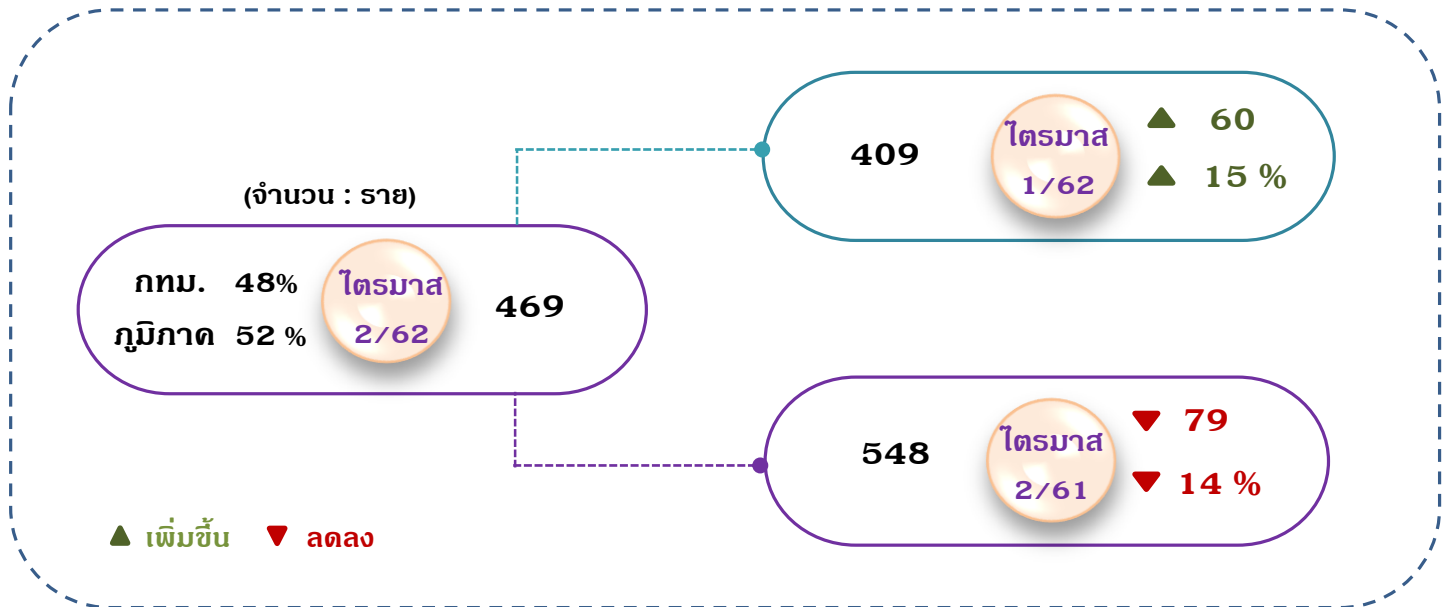 (จำนวน : ราย)
กทม. 48%
ภูมิภาค 52 %
ไตรมาส
2/62
469
409
ไตรมาส
1/62
60
15 %
548
ไตรมาส
2/61
79
14 %
เพิ่มขึ้น ลดลง